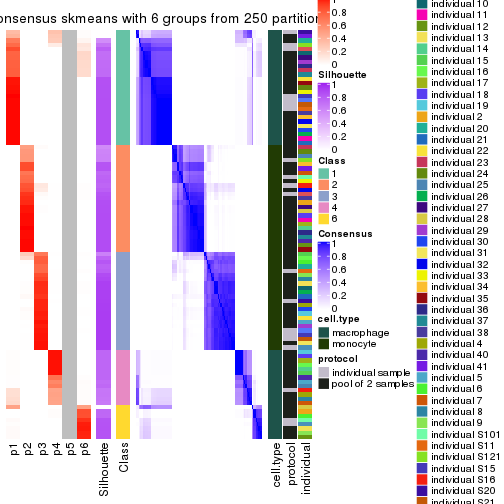 onsensus skmeans with 6 groups from 250 partition
0.8
0.6
0.4
0.2
0
Silhouette
1
0.8
0.6
0.4
0.2
0
Class
1
2
3
4
6
Consensus
1
0.8
0.6
0.4
0.2
0
cell.type
macrophage
monocyte
protocol
individual sample
pool of 2 samples
individual 10
individual 11
individual 12
individual 13
individual 14
individual 15
individual 16
individual 17
individual 18
individual 19
individual 2
individual 20
individual 21
individual 22
individual 23
individual 24
individual 25
individual 26
individual 27
individual 28
individual 29
individual 30
individual 31
individual 32
individual 33
individual 34
individual 35
individual 36
individual 37
individual 38
individual 4
individual 40
individual 41
individual 5
individual 6
individual 7
individual 8
individual 9
individual S101
individual S11
individual S121
individual S15
individual S16
individual S20
individual S21
p1
p2
p3
p4
p5
p6
Silhouette
Class
cell.type
protocol
individual